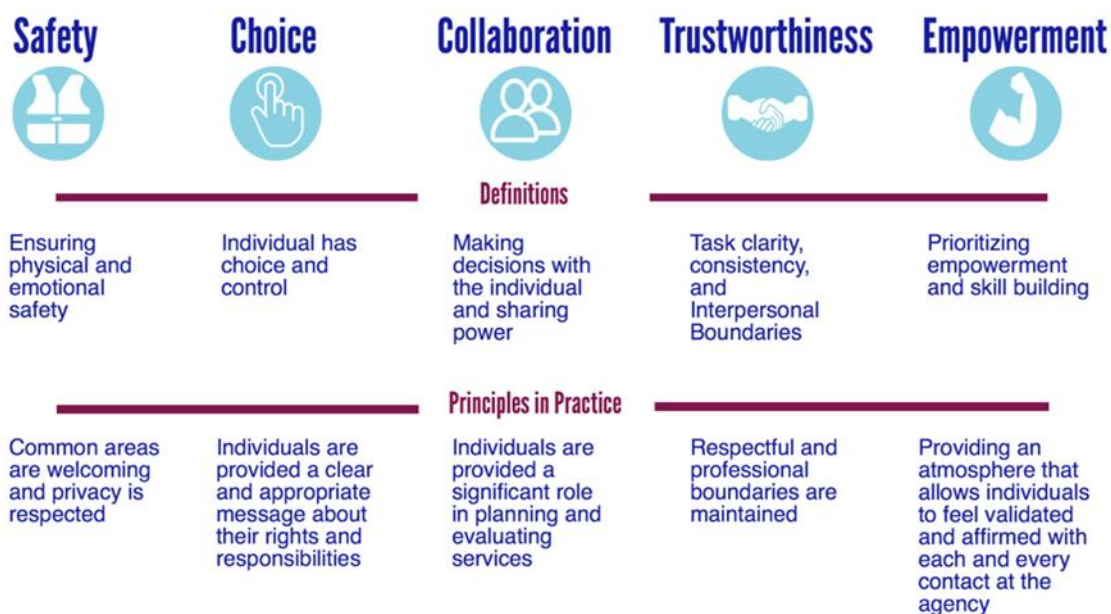 Safety
Choice
Collaboration
Trustworthiness
Empowerment
Definitions
Ensuring
physical and
emotional
safety
Individual has
choice and
control
Making
decisions with
the individual
and sharing
power
Task clarity,
consistency,
and
Interpersonal
Boundaries
Prioritizing
empowerment
and skill building
Principles in Practice
Common areas
are welcoming
and privacy is
respected
Individuals are
provided a clear
and appropriate
message about
their rights and
responsibilities
Individuals are
provided a
significant role
in planning and
evaluating
services
Respectful and
professional
boundaries are
maintained
Providing an
atmosphere that
allows individuals
to feel validated
and affirmed with
each and every
contact at the
agency